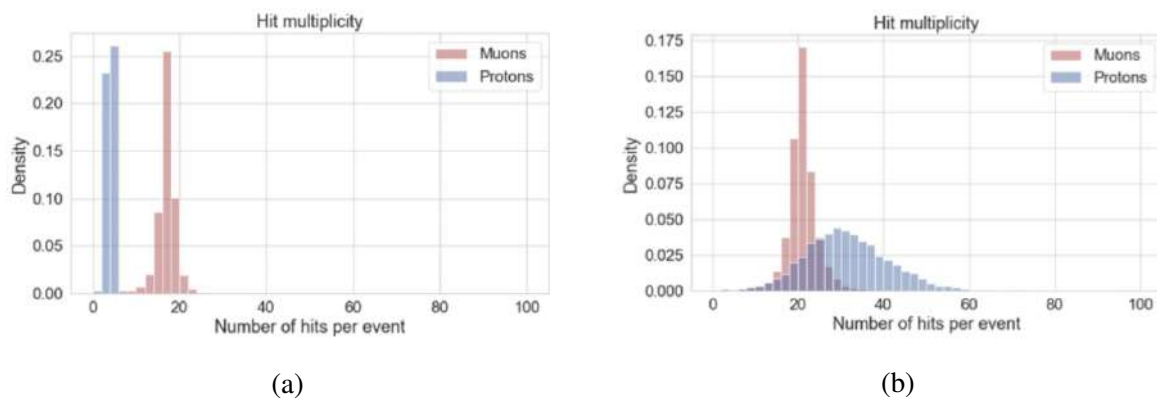 Hit multiplicity
0.25
0.20
0.15
0.10
0.05
0.00
Density
Muons
Protons
0 20 40 60 80 100
Number of hits per event
(a)
Hit multiplicity
0.175
0.150
0.125
0.100
0.075
0.050
0.025
0.000
Density
Muons
Protons
0 20 40 60 80 100
Number of hits per event
(b)